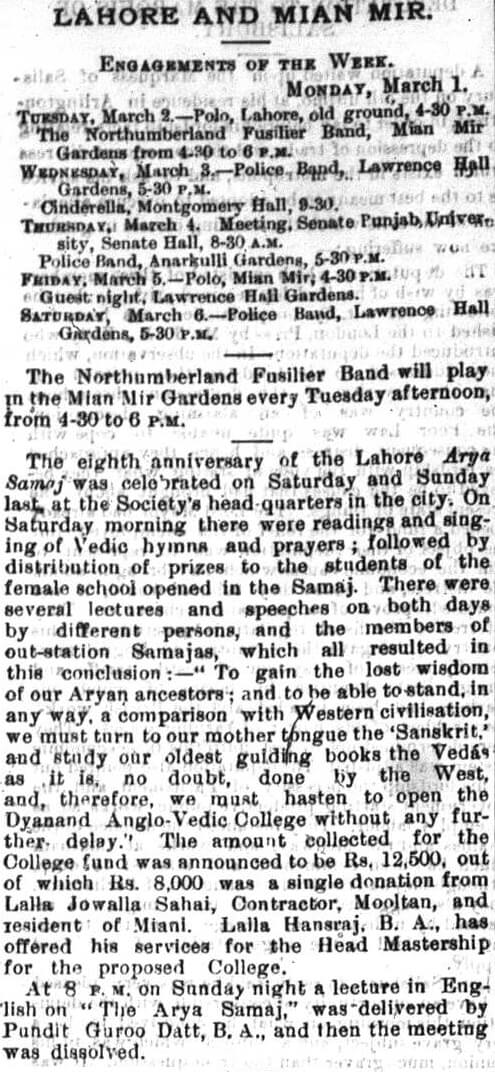 LAHORE AND MIAN MIR.
ENGAGEMENTS OF THE WEEK.
MONDAY, March 1.
TUESDAY, March 2.—Polo, Lahore, old ground, 4-30 P.M.
The Northumberland Fusilier Band, Mian Mir
Gardens from 4-30 to 6 P.M.
WEDNESDAY, March 3.—Police Band, Lawrence Hall
Gardens, 5-30 P.M.
Cinderella, Montgomery Hall, 9-30.
THURSDAY, March 4. Meeting, Senate Punjab Univer-
sity, Senate Hall, 8-30 A.M.
Police Band, Anarkulli Gardens, 5-30 P.M.
FRIDAY, March 5.—Polo, Mian Mir, 4-30 P.M.
Guest night, Lawrence Hall Gardens.
SATURDAY, March 6.—Police Band, Lawrence Hall
Gardens, 5-30 P.M.
The Northumberland Fusilier Band will play
in the Mian Mir Gardens every Tuesday afternoon,
from 4-30 to 6 P.M.
The eighth anniversary of the Lahore Arya
Samaj was celebrated on Saturday and Sunday
last, at the Society's head-quarters in the city. On
Saturday morning there were readings and sing-
ing of Vedic hymns and prayers; followed by
distribution of prizes to the students of the
female school opened in the Samaj. There were
several lectures and speeches on both days
by different persons, and the members of
out-station Samajas, which all resulted in
this conclusion:—"To gain the lost wisdom
of our Aryan ancestors; and to be able to stand, in
any way, a comparison with Western civilisation,
we must turn to our mother tongue the 'Sanskrit,'
and study our oldest guiding books the Vedas
as it is, no doubt, done by the West,
and, therefore, we must hasten to open the
Dyanand Anglo-Vedic College without any fur-
ther delay." The amount collected for the
College fund was announced to be Rs. 12,500, out
of which Rs. 8,000 was a single donation from
Lalla Jowalla Sahai, Contractor, Mooltan, and
resident of Miani. Lalla Hansraj, B. A., has
offered his services for the Head Mastership
for the proposed College.
At 8 P. M. on Sunday night a lecture in Eng-
lish on "The Arya Samaj," was delivered by
Pundit Guroo Datt, B. A., and then the meeting
was dissolved.